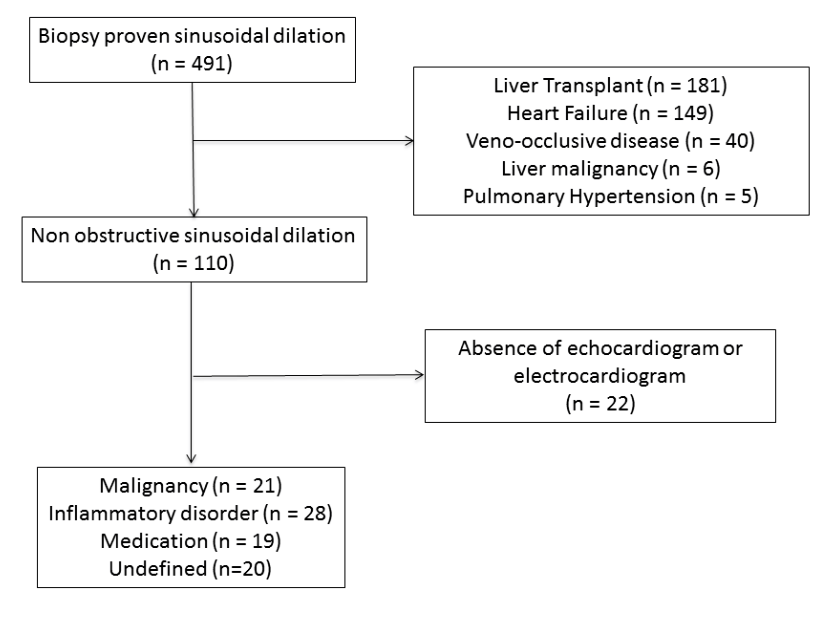 Biopsy proven sinusoidal dilation
(n = 491)
Liver Transplant (n = 181)
Heart Failure (n = 149)
Veno-occlusive disease (n = 40)
Liver malignancy (n = 6)
Pulmonary Hypertension (n = 5)
Non obstructive sinusoidal dilation
(n = 110)
Absence of echocardiogram or
electrocardiogram
(n = 22)
Malignancy (n = 21)
Inflammatory disorder (n = 28)
Medication (n = 19)
Undefined (n=20)